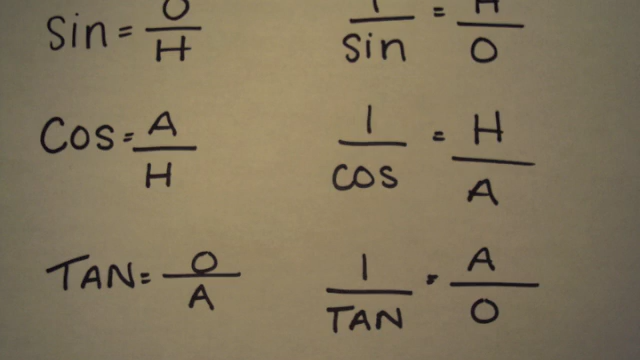 Sin = O/H
1/Sin = H/O
Cos = A/H
1/Cos = H/A
TAN = O/A
1/TAN = A/O